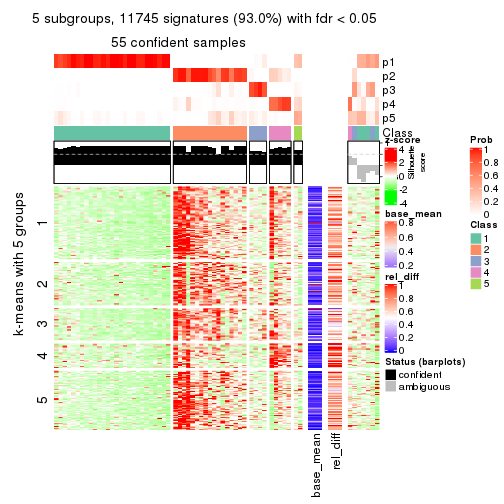 5 subgroups, 11745 signatures (93.0%) with fdr < 0.05
55 confident samples
p1
p2
p3
p4
p5
Class
Silhouette
score
k-means with 5 groups
1
2
3
4
5
base_mean
rel_diff
z-score
4
2
0
-2
-4
base_mean
0.8
0.6
0.4
0.2
rel_diff
1
0.8
0.6
0.4
0.2
0
Status (barplots)
confident
ambiguous
Prob
1
0.8
0.6
0.4
0.2
0
Class
1
2
3
4
5